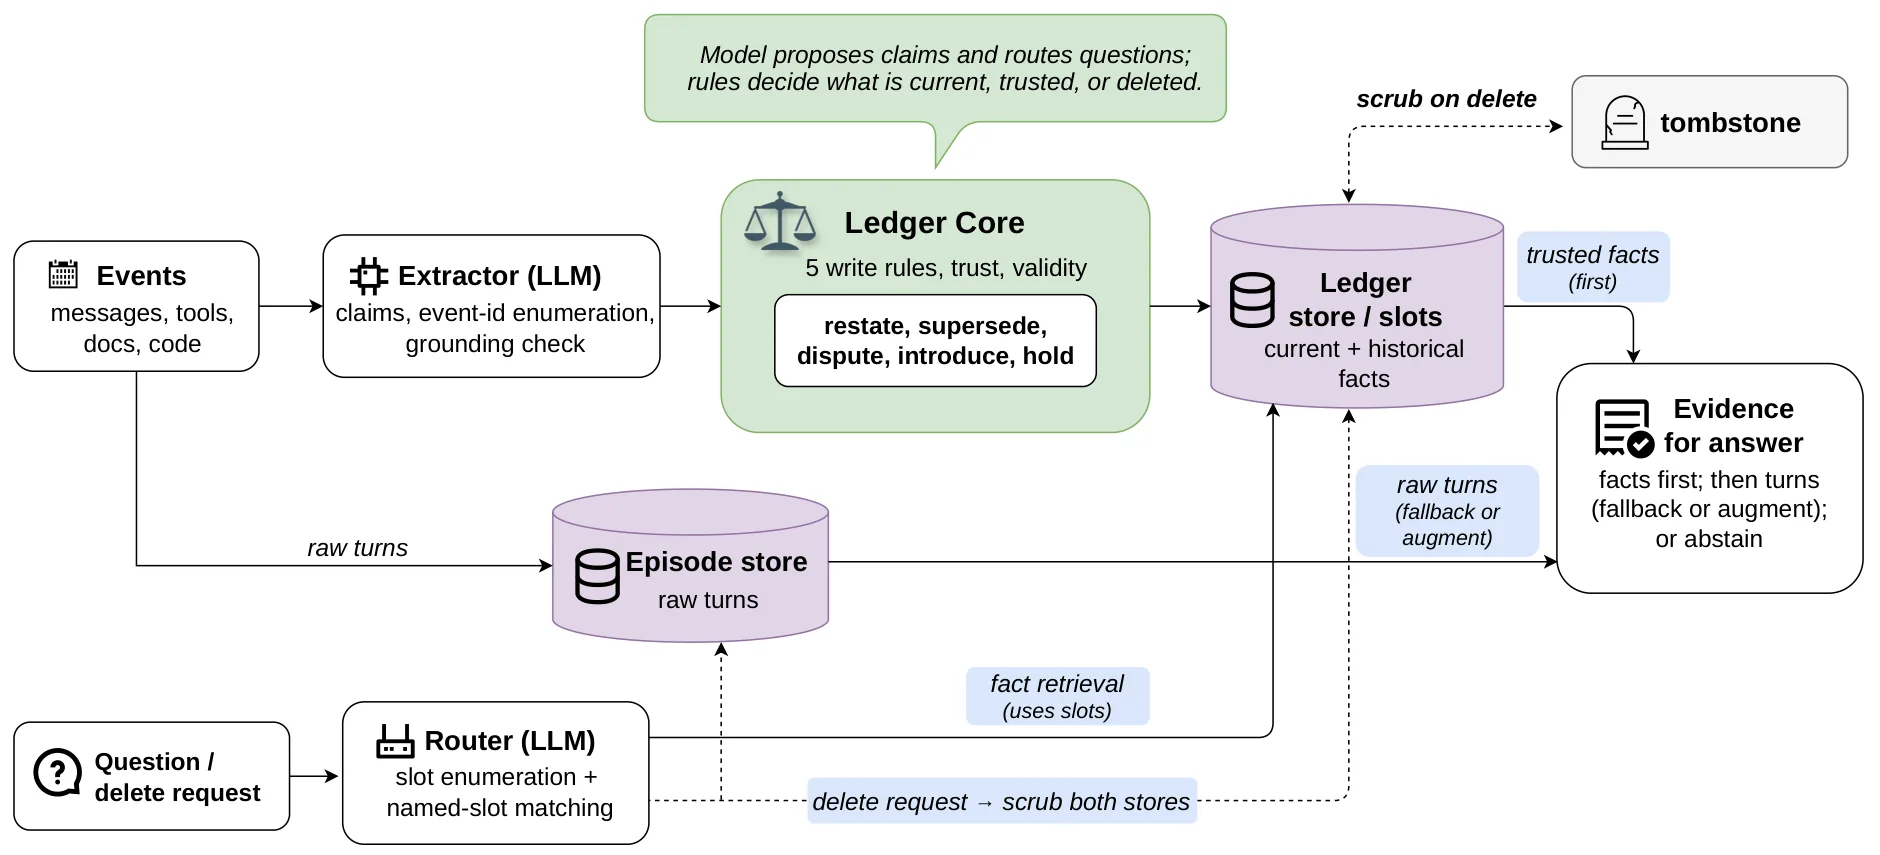 Model proposes claims and routes questions;
rules decide what is current, trusted, or deleted.
scrub on delete
tombstone
Events
messages, tools,
docs, code
Extractor (LLM)
claims, event-id enumeration,
grounding check
Ledger Core
5 write rules, trust, validity
restate, supersede,
dispute, introduce, hold
Ledger
store / slots
current + historical
facts
trusted facts
(first)
Evidence
for answer
facts first; then turns
(fallback or augment);
or abstain
raw turns
(fallback or
augment)
raw turns
Episode store
raw turns
fact retrieval
(uses slots)
Question /
delete request
Router (LLM)
slot enumeration +
named-slot matching
delete request → scrub both stores